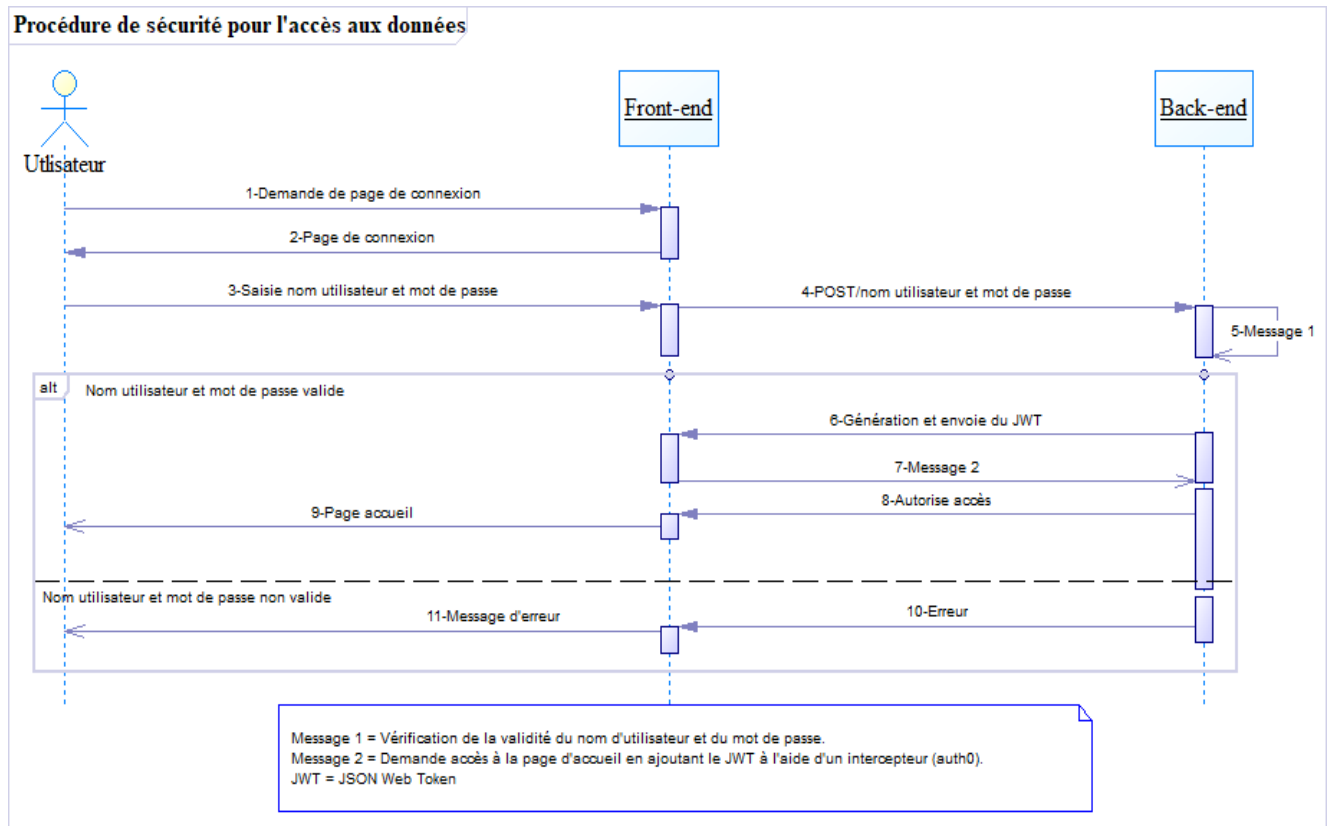 Procédure de sécurité pour l'accès aux données
Front-end
Back-end
Utlisateur
1-Demande de page de connexion
2-Page de connexion
3-Saisie nom utilisateur et mot de passe
4-POST/nom utilisateur et mot de passe
5-Message 1
alt
Nom utilisateur et mot de passe valide
6-Génération et envoie du JWT
7-Message 2
8-Autorise accès
9-Page accueil
Nom utilisateur et mot de passe non valide
10-Erreur
11-Message d'erreur
Message 1 = Vérification de la validité du nom d'utilisateur et du mot de passe.
Message 2 = Demande accès à la page d'accueil en ajoutant le JWT à l'aide d'un intercepteur (auth0).
JWT = JSON Web Token